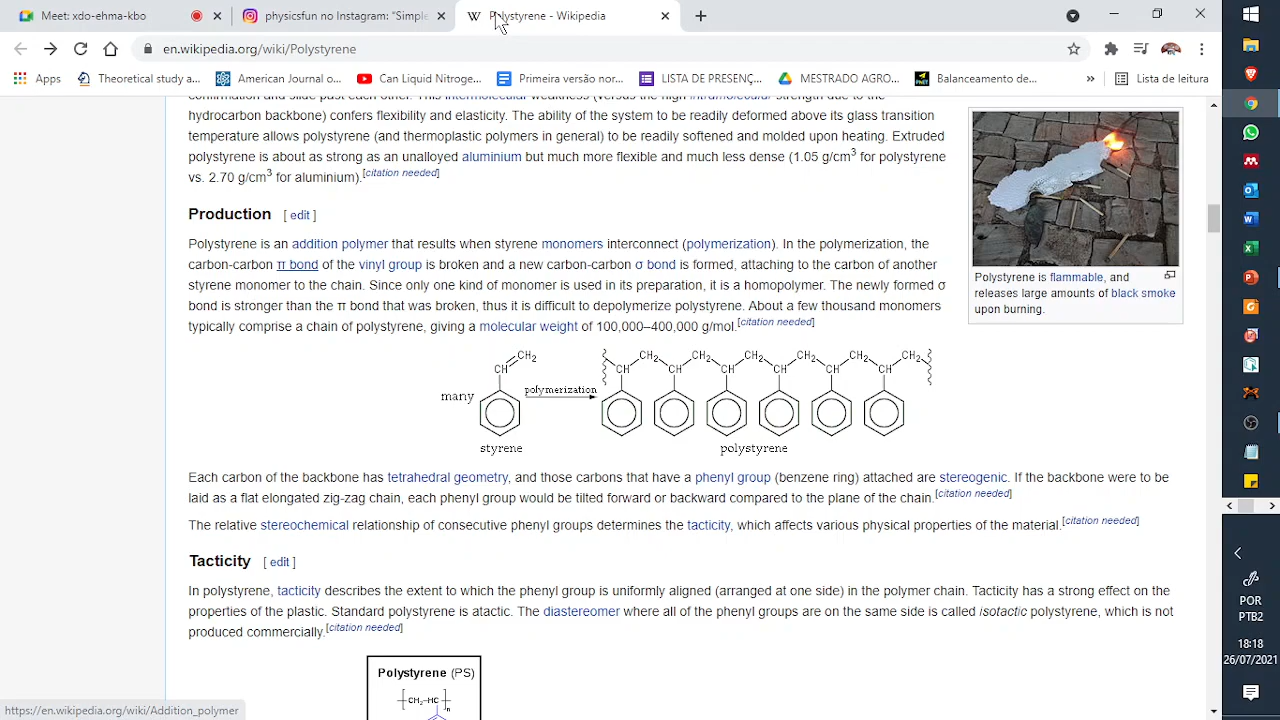 Meet: xdo-ehma-kbo
physicsfun no Instagram: "Simple
Polystyrene - Wikipedia
en.wikipedia.org/wiki/Polystyrene
Apps
Theoretical study a...
American Journal o...
Can Liquid Nitroge...
Primeira versão nor...
LISTA DE PRESENÇ...
MESTRADO AGRO...
Balanceamento de...
»
Lista de leitura
hydrocarbon backbone) confers flexibility and elasticity. The ability of the system to be readily deformed above its glass transition
temperature allows polystyrene (and thermoplastic polymers in general) to be readily softened and molded upon heating. Extruded
polystyrene is about as strong as an unalloyed aluminium but much more flexible and much less dense (1.05 g/cm3 for polystyrene
vs. 2.70 g/cm3 for aluminium).[citation needed]
Polystyrene is flammable, and
releases large amounts of black smoke
upon burning.
Production [ edit ]
Polystyrene is an addition polymer that results when styrene monomers interconnect (polymerization). In the polymerization, the
carbon-carbon π bond of the vinyl group is broken and a new carbon-carbon σ bond is formed, attaching to the carbon of another
styrene monomer to the chain. Since only one kind of monomer is used in its preparation, it is a homopolymer. The newly formed σ
bond is stronger than the π bond that was broken, thus it is difficult to depolymerize polystyrene. About a few thousand monomers
typically comprise a chain of polystyrene, giving a molecular weight of 100,000–400,000 g/mol.[citation needed]
CH2 CH2 CH2 CH2 CH2 CH2 CH2
CH CH CH CH CH CH CH
many
polymerization
styrene
polystyrene
Each carbon of the backbone has tetrahedral geometry, and those carbons that have a phenyl group (benzene ring) attached are stereogenic. If the backbone were to be
laid as a flat elongated zig-zag chain, each phenyl group would be tilted forward or backward compared to the plane of the chain.[citation needed]
The relative stereochemical relationship of consecutive phenyl groups determines the tacticity, which affects various physical properties of the material.[citation needed]
Tacticity [ edit ]
In polystyrene, tacticity describes the extent to which the phenyl group is uniformly aligned (arranged at one side) in the polymer chain. Tacticity has a strong effect on the
properties of the plastic. Standard polystyrene is atactic. The diastereomer where all of the phenyl groups are on the same side is called isotactic polystyrene, which is not
produced commercially.[citation needed]
Polystyrene (PS)
CH2-HC
n
https://en.wikipedia.org/wiki/Addition_polymer
POR
PTB2
18:18
26/07/2021